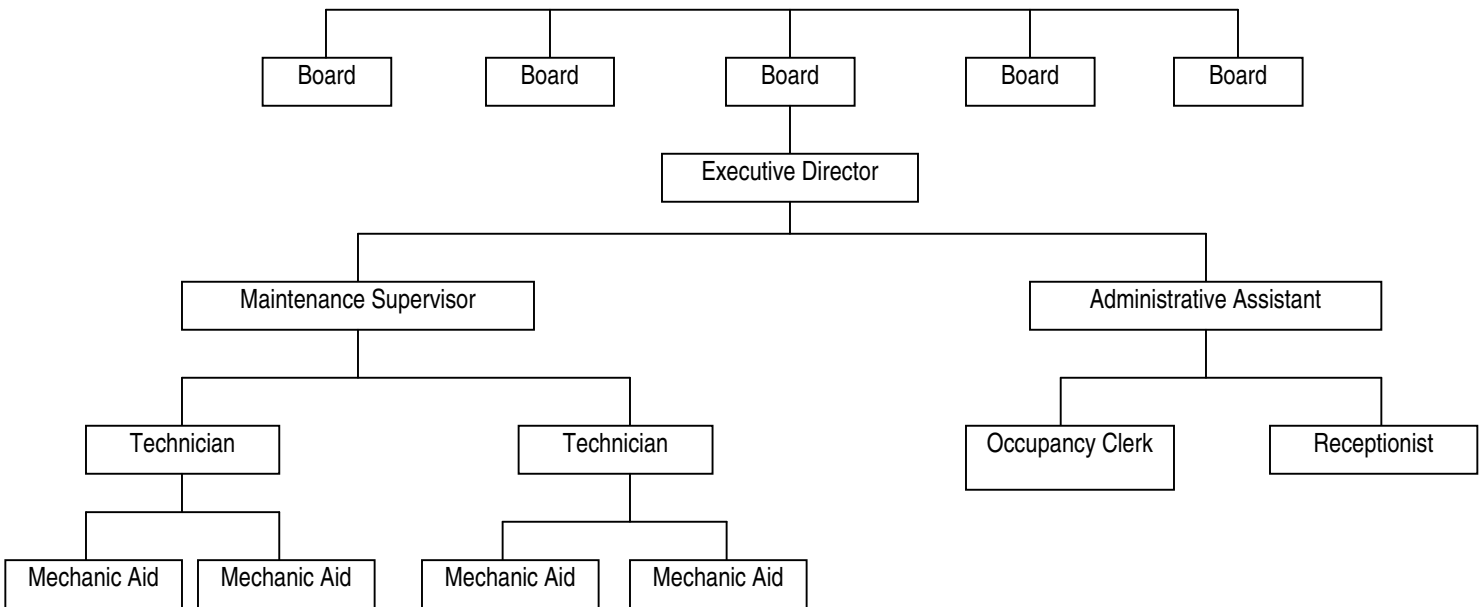 Board
Board
Board
Board
Board
Executive Director
Maintenance Supervisor
Administrative Assistant
Technician
Technician
Occupancy Clerk
Receptionist
Mechanic Aid
Mechanic Aid
Mechanic Aid
Mechanic Aid